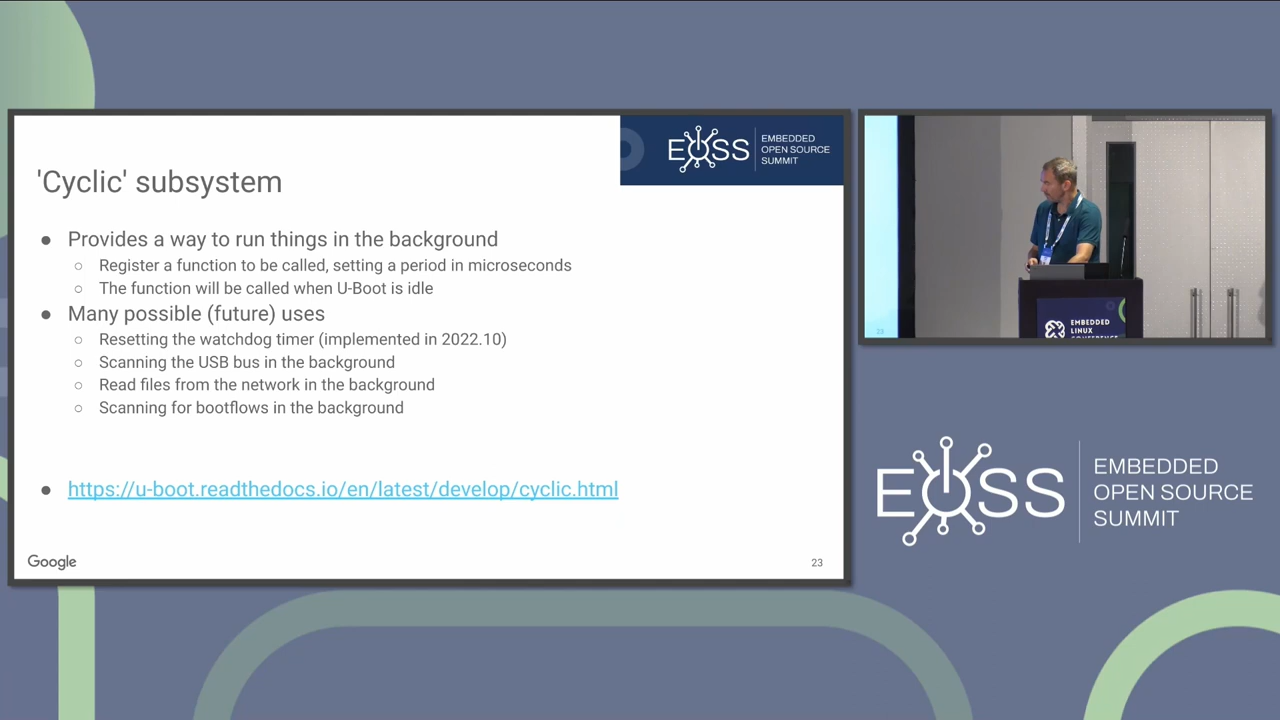 EOSS
EMBEDDED
OPEN SOURCE
SUMMIT
'Cyclic' subsystem
● Provides a way to run things in the background
○ Register a function to be called, setting a period in microseconds
○ The function will be called when U-Boot is idle
● Many possible (future) uses
○ Resetting the watchdog timer (implemented in 2022.10)
○ Scanning the USB bus in the background
○ Read files from the network in the background
○ Scanning for bootflows in the background
● https://u-boot.readthedocs.io/en/latest/develop/cyclic.html
Google
23
23
EMBEDDED
LINUX
CONFERENCE
EOSS
EMBEDDED
OPEN SOURCE
SUMMIT